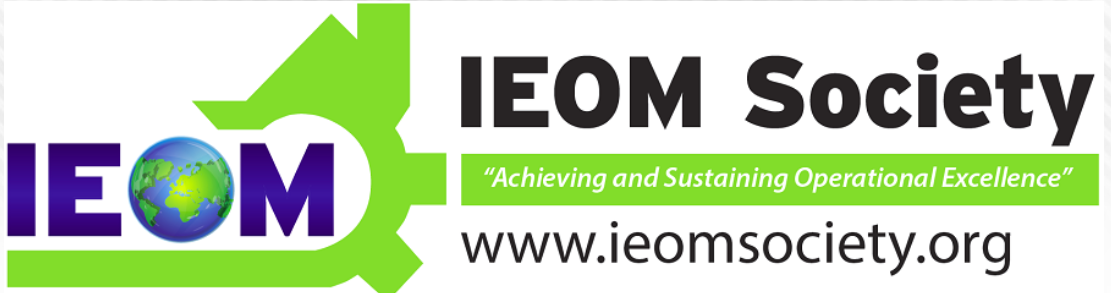 IEOM
IEOM Society
“Achieving and Sustaining Operational Excellence”
www.ieomsociety.org